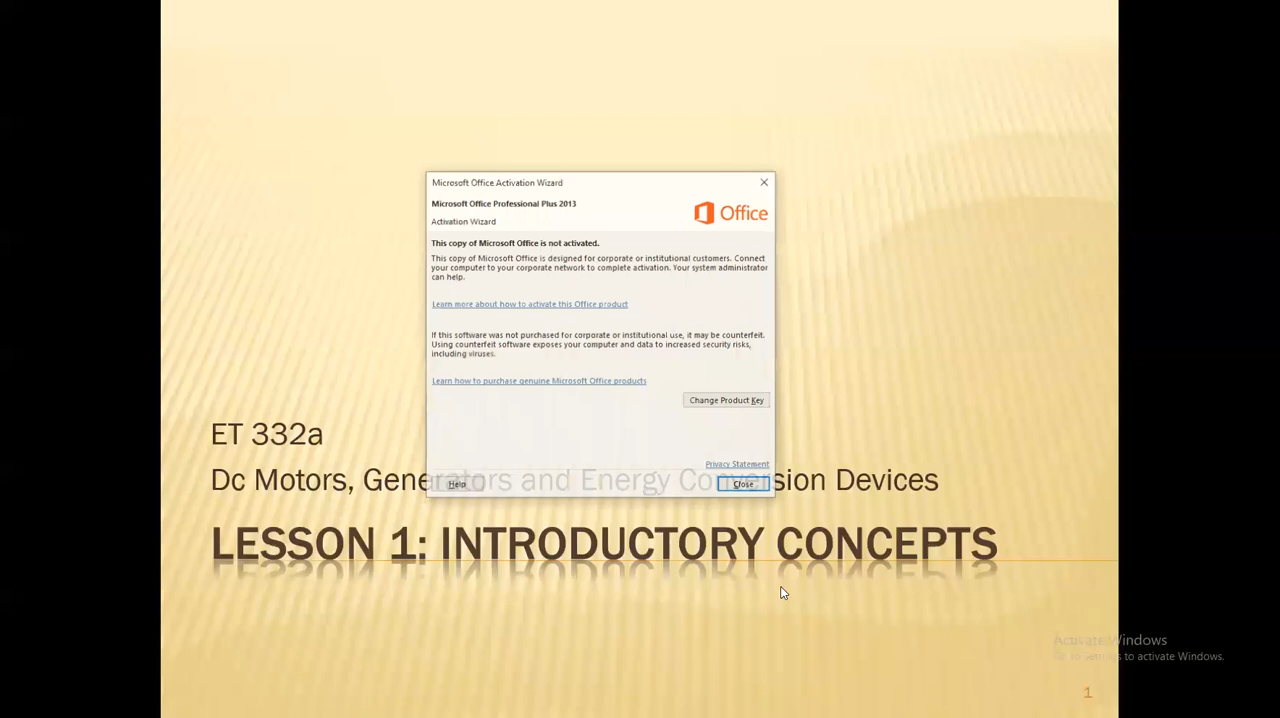 Microsoft Office Activation Wizard
Microsoft Office Professional Plus 2013
Office
Activation Wizard
This copy of Microsoft Office is not activated.
This copy of Microsoft Office is designed for corporate or institutional customers. Connect
your computer to your corporate network to complete activation. Your system administrator
can help.
Learn more about how to activate this Office product
If this software was not purchased for corporate or institutional use, it may be counterfeit.
Using counterfeit software exposes your computer and data to increased security risks,
including viruses.
Learn how to purchase genuine Microsoft Office products
Change Product Key
Privacy Statement
Help
Close
ET 332a
Dc Motors, Generators and Energy Conversion Devices
LESSON 1: INTRODUCTORY CONCEPTS
Activate Windows
Go to Settings to activate Windows.
1